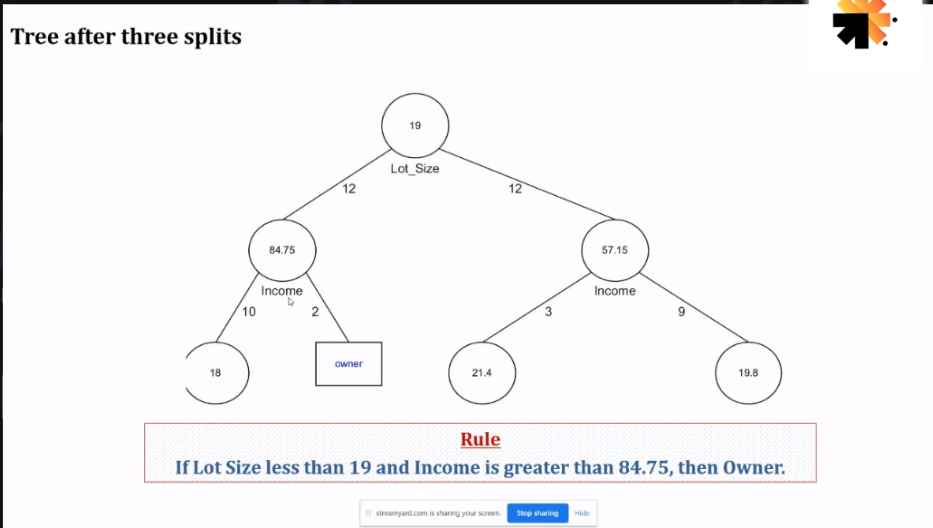 Tree after three splits
19
Lot_Size
12
12
84.75
57.15
Income
Income
10
2
3
9
18
owner
21.4
19.8
Rule
If Lot Size less than 19 and Income is greater than 84.75, then Owner.
streamyard.com is sharing your screen. Stop sharing Hide